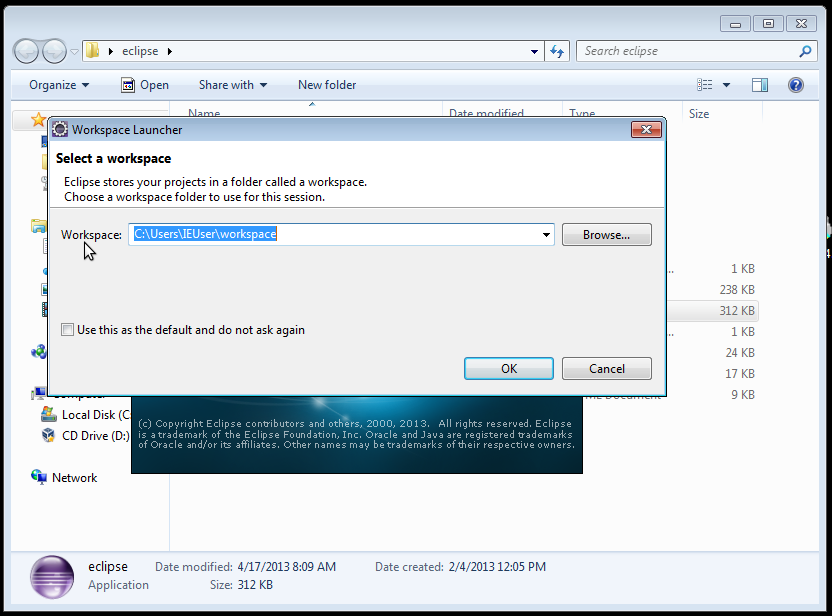 eclipse
Search eclipse
Organize Open Share with New folder
Name Date modified Type Size
Workspace Launcher
Select a workspace
Eclipse stores your projects in a folder called a workspace.
Choose a workspace folder to use for this session.
Workspace: C:\Users\IEUser\workspace Browse...
1 KB
238 KB
312 KB
1 KB
24 KB
17 KB
9 KB
Use this as the default and do not ask again
OK Cancel
Local Disk (C
CD Drive (D:)
Network
(c) Copyright Eclipse contributors and others, 2000, 2013. All rights reserved. Eclipse
is a trademark of the Eclipse Foundation, Inc. Oracle and Java are registered trademarks
of Oracle and/or its affiliates. Other names may be trademarks of their respective owners.
eclipse Date modified: 4/17/2013 8:09 AM Date created: 2/4/2013 12:05 PM
Application Size: 312 KB